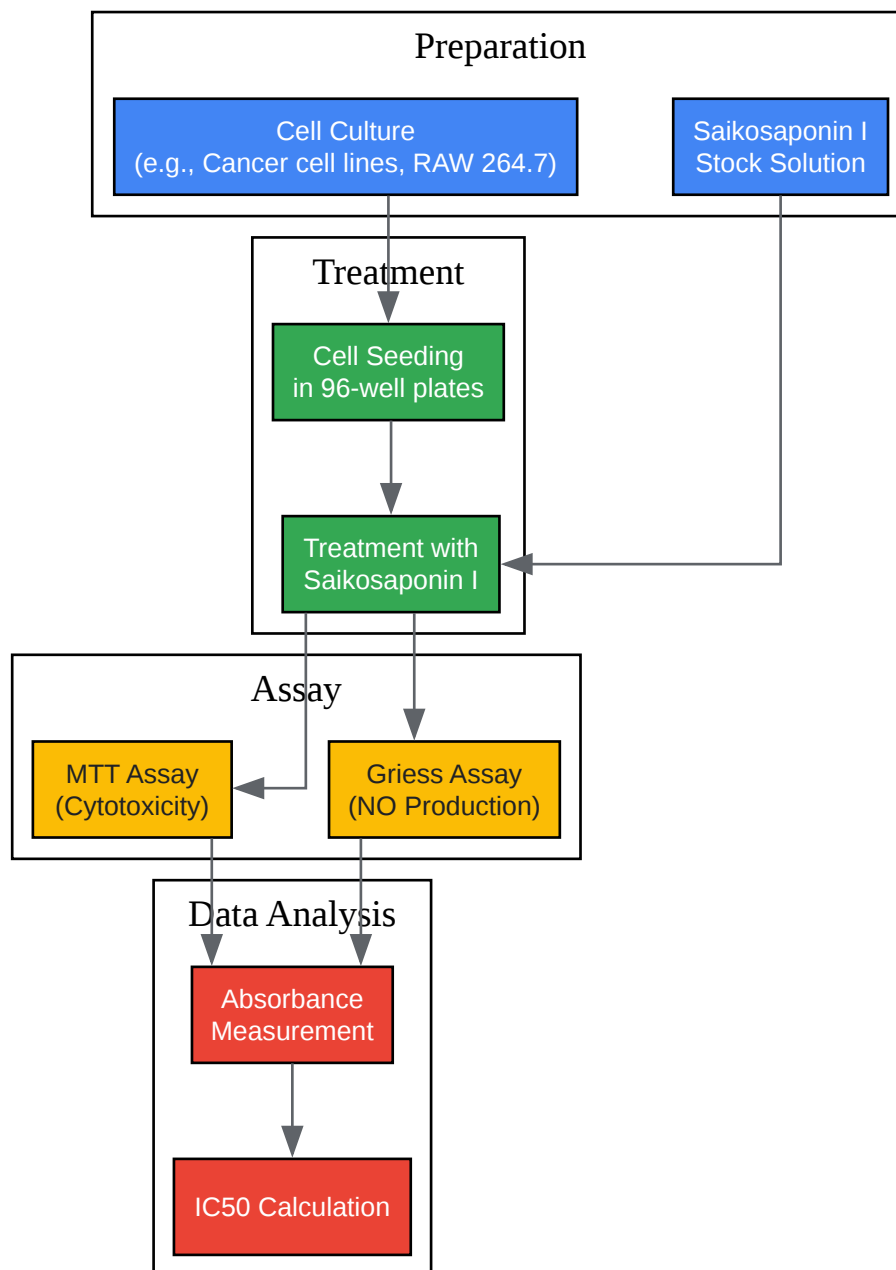 Preparation
Cell Culture
(e.g., Cancer cell lines, RAW 264.7)
Saikosaponin I
Stock Solution
Treatment
Cell Seeding
in 96-well plates
Treatment with
Saikosaponin I
Assay
MTT Assay
(Cytotoxicity)
Griess Assay
(NO Production)
Data Analysis
Absorbance
Measurement
IC50 Calculation